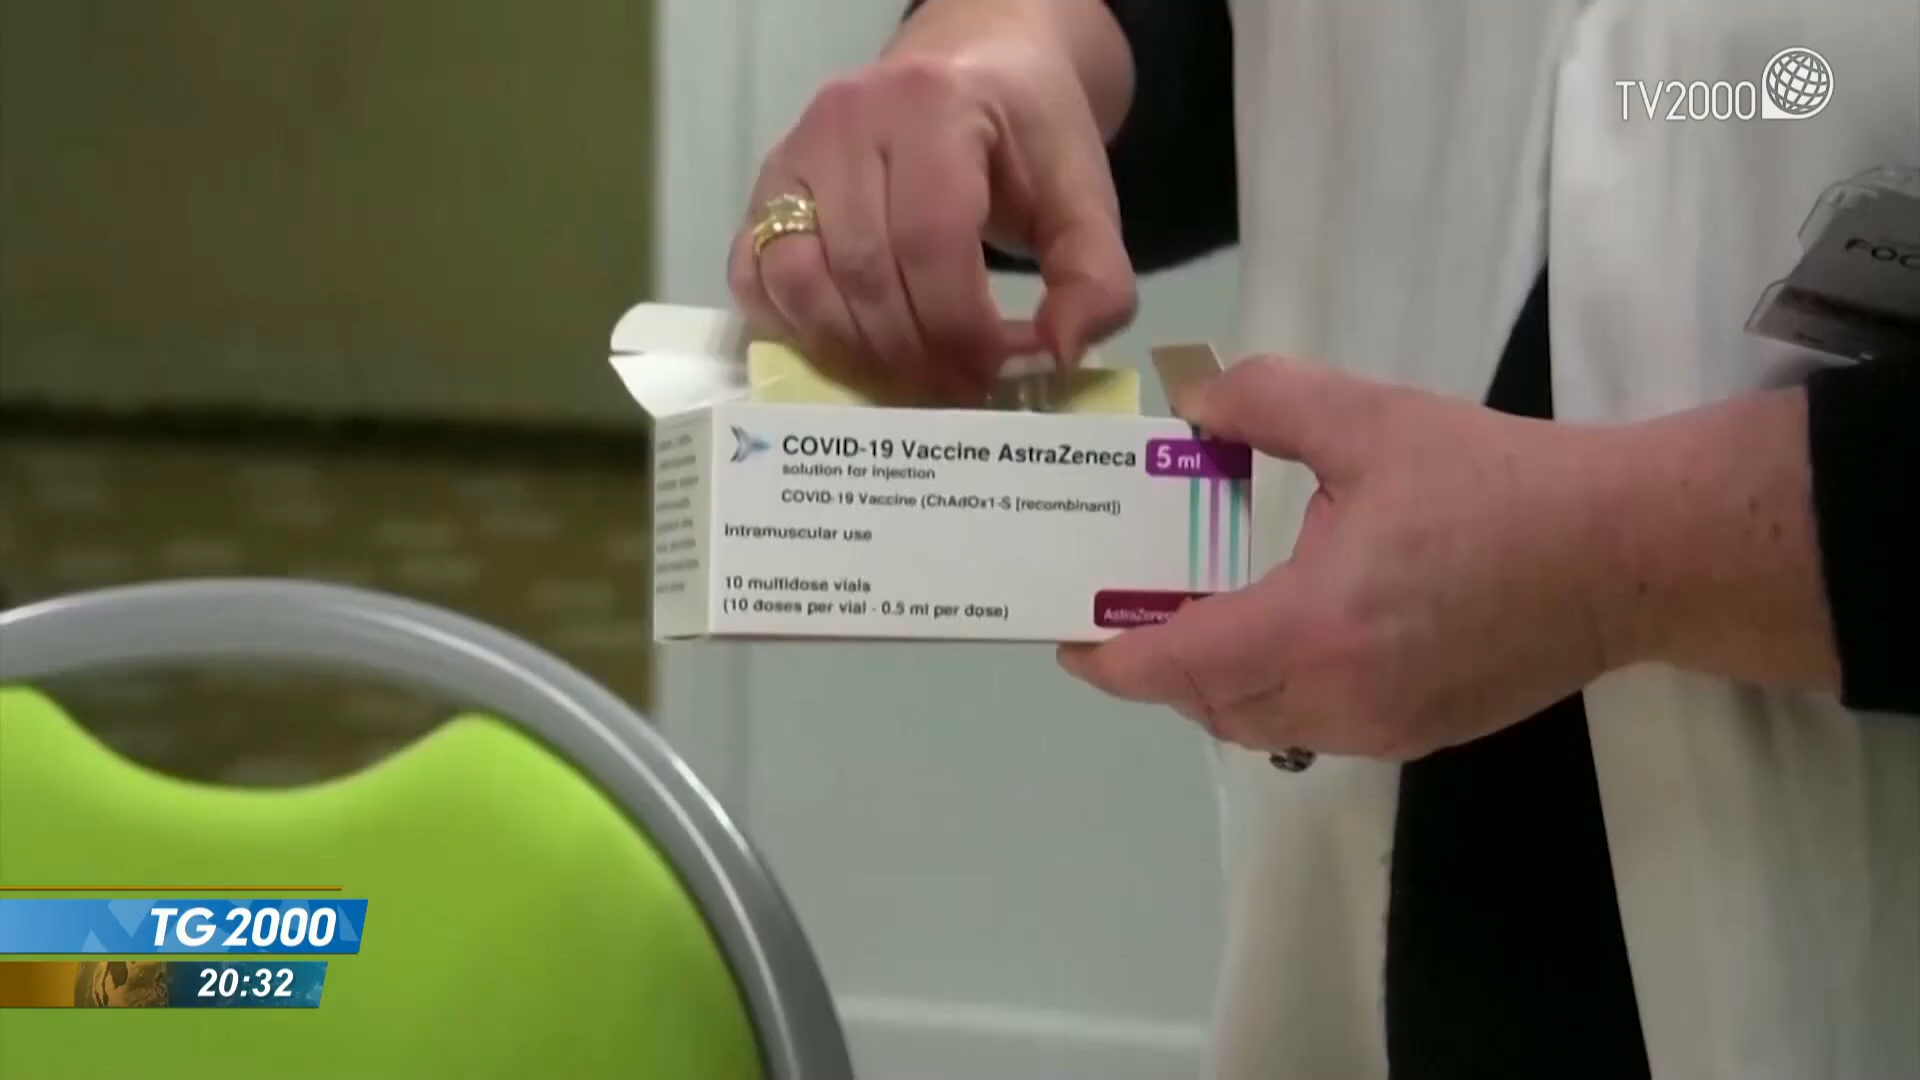 TV2000
FOC
COVID-19 Vaccine AstraZeneca
5 ml
solution for injection
COVID-19 Vaccine (ChAdOx1-S [recombinant])
Intramuscular use
10 multidose vials
(10 doses per vial - 0.5 ml per dose)
TG 2000
20:32